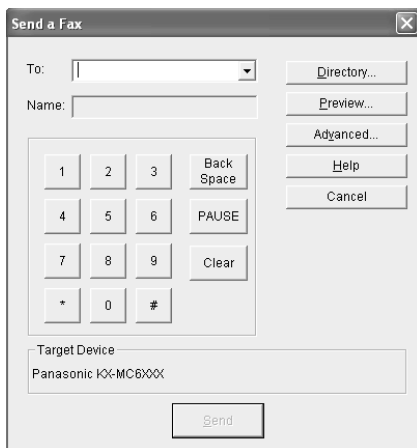 Send a Fax
To:
Directory...
Name:
Preview...
Advanced...
1 2 3 Back
Space
Help
Cancel
4 5 6 PAUSE
7 8 9 Clear
* 0 #
Target Device
Panasonic KX-MC6XXX
Send